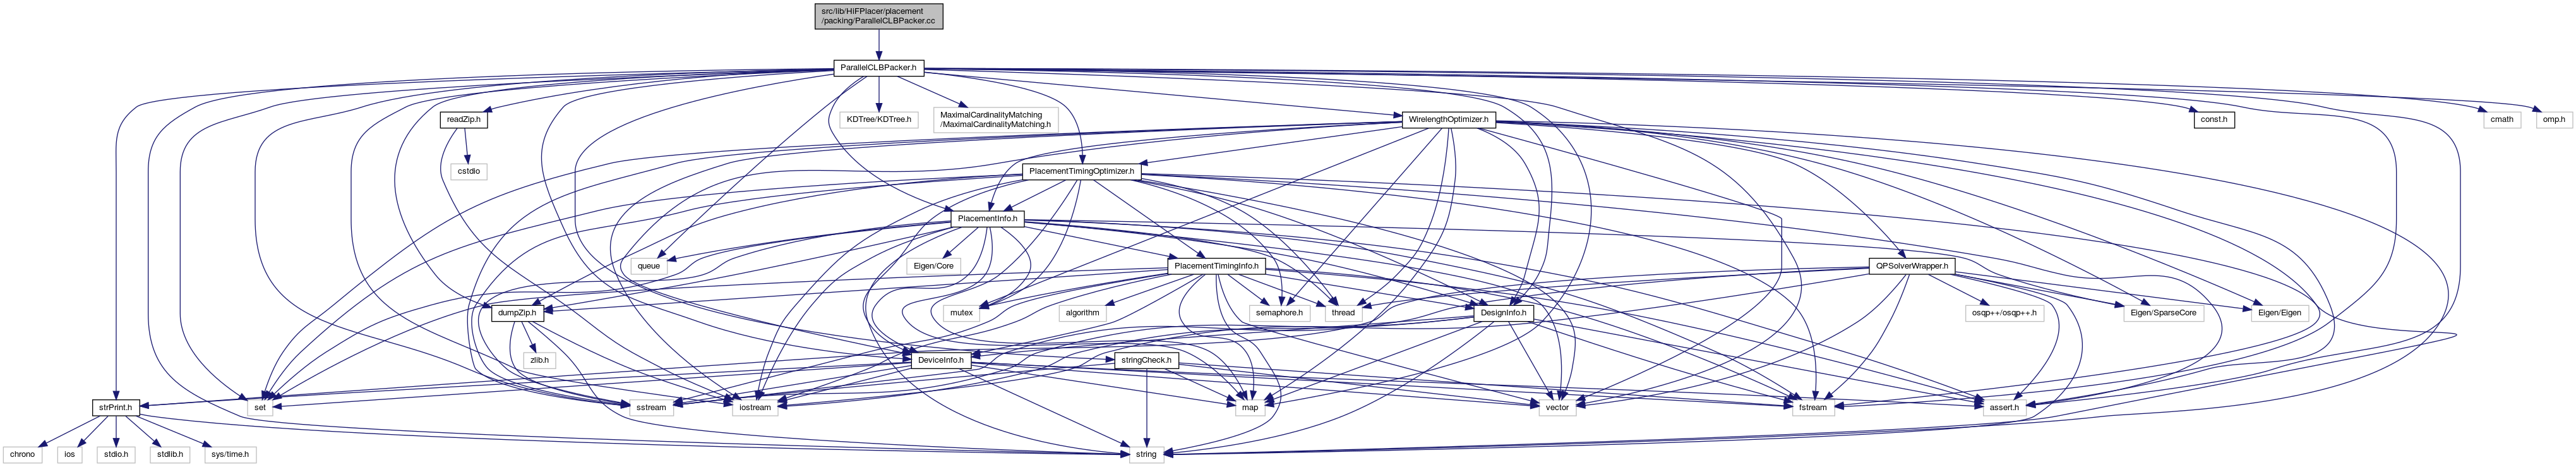 src/lib/HiFPlacer/placement
/packing/ParallelCLBPacker.cc
ParallelCLBPacker.h
readZip.h
KDTree/KDTree.h
MaximalCardinalityMatching
/MaximalCardinalityMatching.h
WirelengthOptimizer.h
const.h
cmath
omp.h
cstdio
PlacementTimingOptimizer.h
PlacementInfo.h
queue
Eigen/Core
PlacementTimingInfo.h
QPSolverWrapper.h
dumpZip.h
mutex
algorithm
semaphore.h
thread
DesignInfo.h
osqp++/osqp++.h
Eigen/SparseCore
Eigen/Eigen
zlib.h
DeviceInfo.h
stringCheck.h
strPrint.h
set
sstream
iostream
map
vector
fstream
assert.h
chrono
ios
stdio.h
stdlib.h
sys/time.h
string